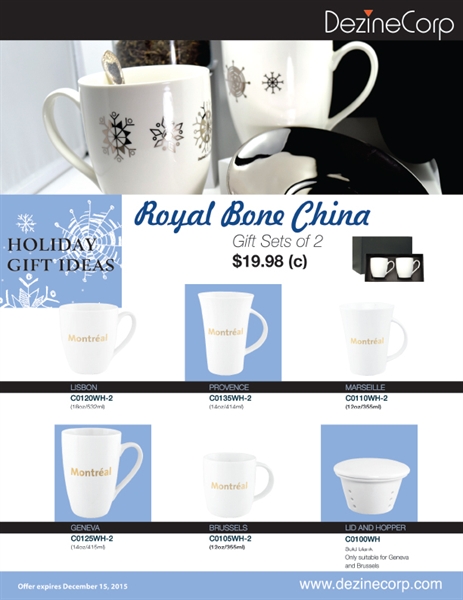 DezineCorp
Royal Bone China
HOLIDAY
GIFT IDEAS
Gift Sets of 2
$19.98 (c)
Montréal
Montréal
Montréal
LISBON
PROVENCE
MARSEILLE
C0120WH-2
C0135WH-2
C0110WH-2
(18oz/532ml)
(14oz/414ml)
(12oz/355ml)
Montréal
Montréal
GENEVA
BRUSSELS
LID AND HOPPER
C0125WH-2
C0105WH-2
C0100WH
(14oz/415ml)
(12oz/355ml)
Only suitable for Geneva
and Brussels
Offer expires December 15, 2015
www.dezinecorp.com